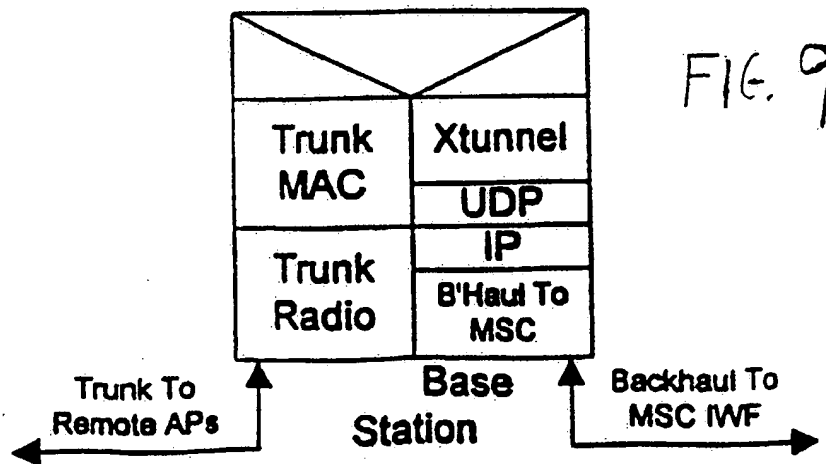 FIG. 9
Trunk
MAC
Xtunnel
UDP
IP
Trunk
Radio
B'Haul To
MSC
Trunk To
Remote APs
Base
Station
Backhaul To
MSC IWF